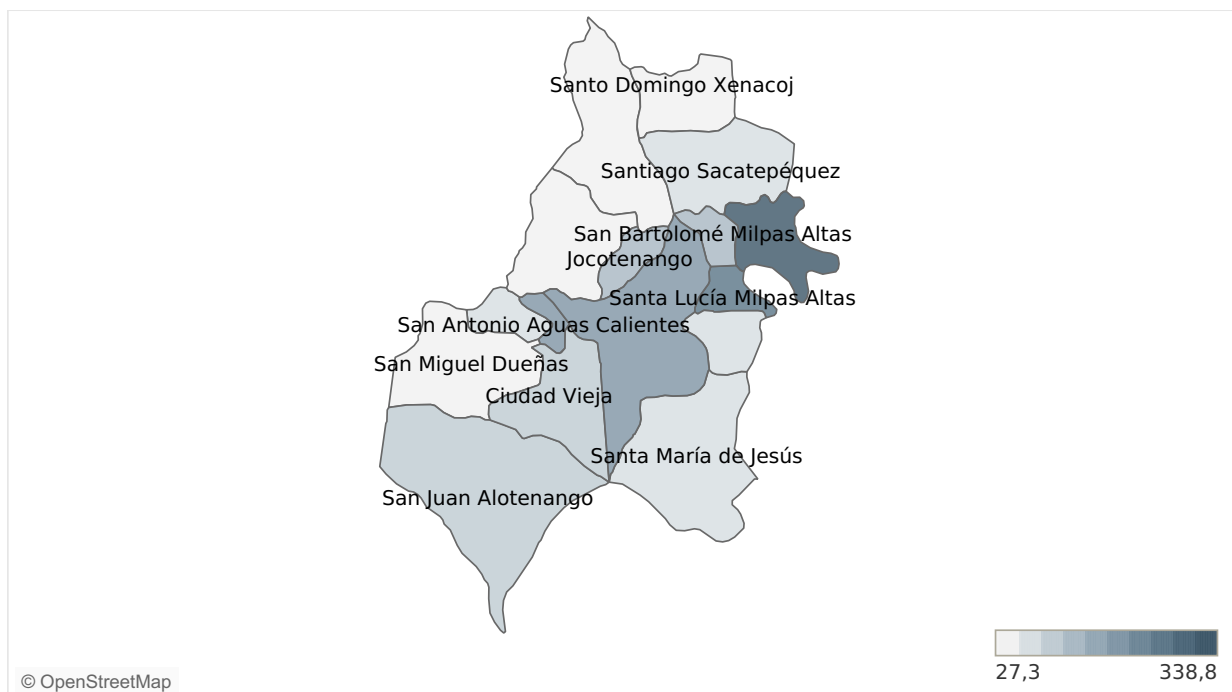 Santo Domingo Xenacoj
Santiago Sacatepéquez
San Bartolomé Milpas Altas
Jocotenango
Santa Lucía Milpas Altas
San Antonio Aguas Calientes
San Miguel Dueñas
Ciudad Vieja
Santa María de Jesús
San Juan Alotenango
27,3 338,8
© OpenStreetMap